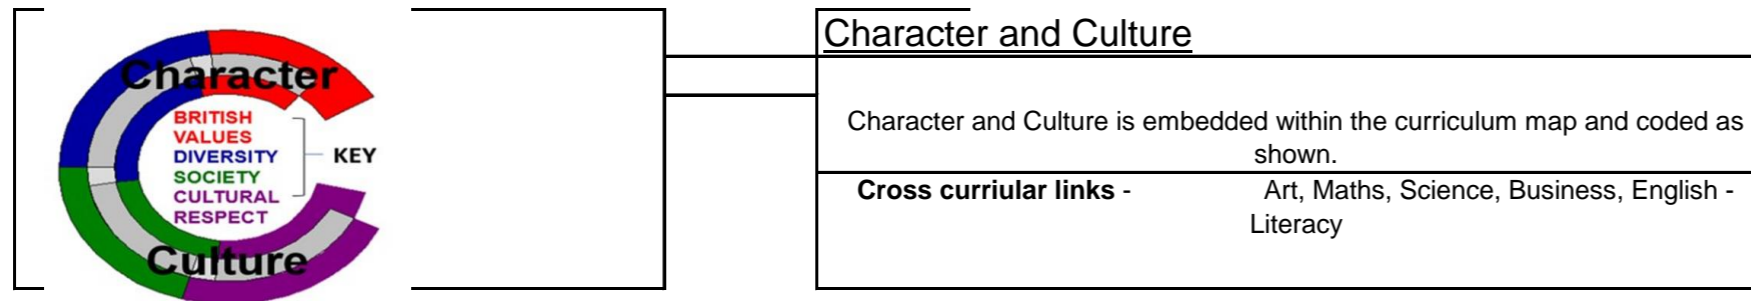 Character
BRITISH
VALUES
DIVERSITY
SOCIETY
CULTURAL
RESPECT
KEY
Culture
Character and Culture
Character and Culture is embedded within the curriculum map and coded as
shown.
Cross curriular links - Art, Maths, Science, Business, English -
Literacy